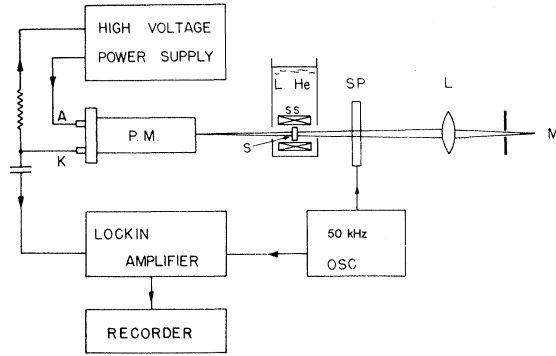 HIGH VOLTAGE
POWER SUPPLY
A
K
P.M.
L He
SS
S
SP
L
M
LOCKIN
AMPLIFIER
50 kHz
OSC
RECORDER